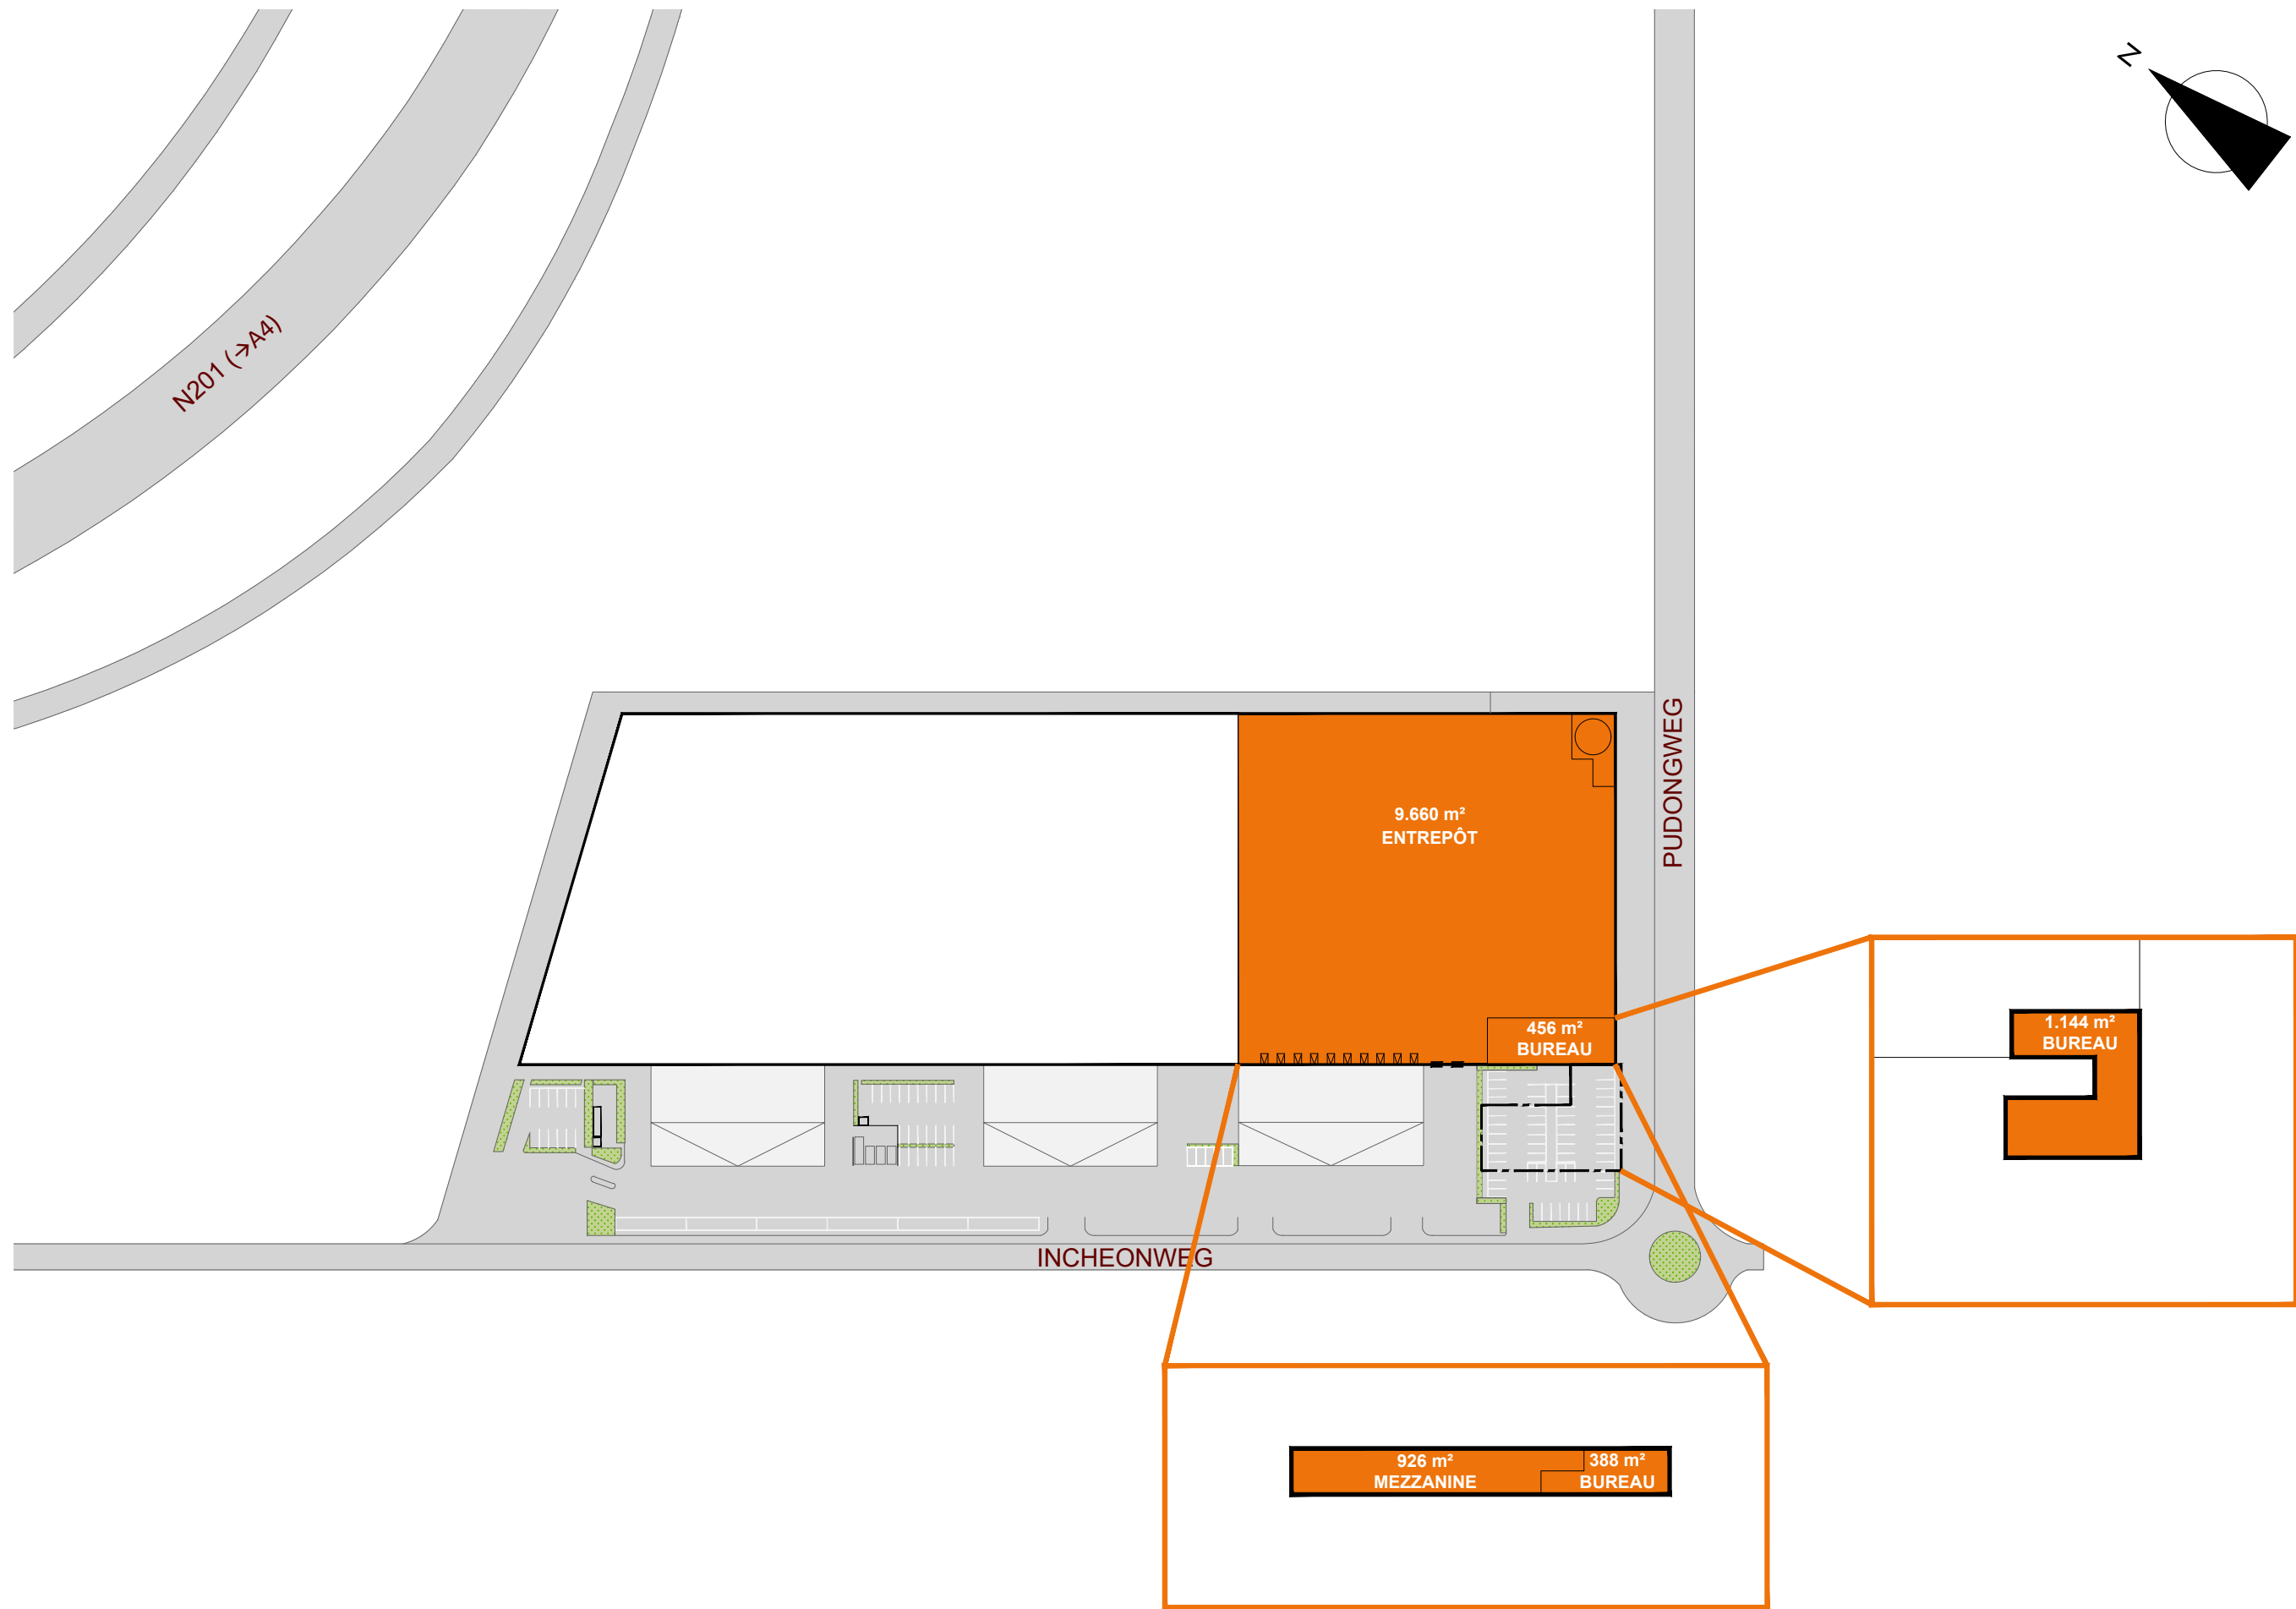 N
N201 (→A4)
PUDONGWEG
9.660 m²
ENTREPÔT
456 m²
BUREAU
1.144 m²
BUREAU
INCHEONWEG
926 m²
MEZZANINE
388 m²
BUREAU